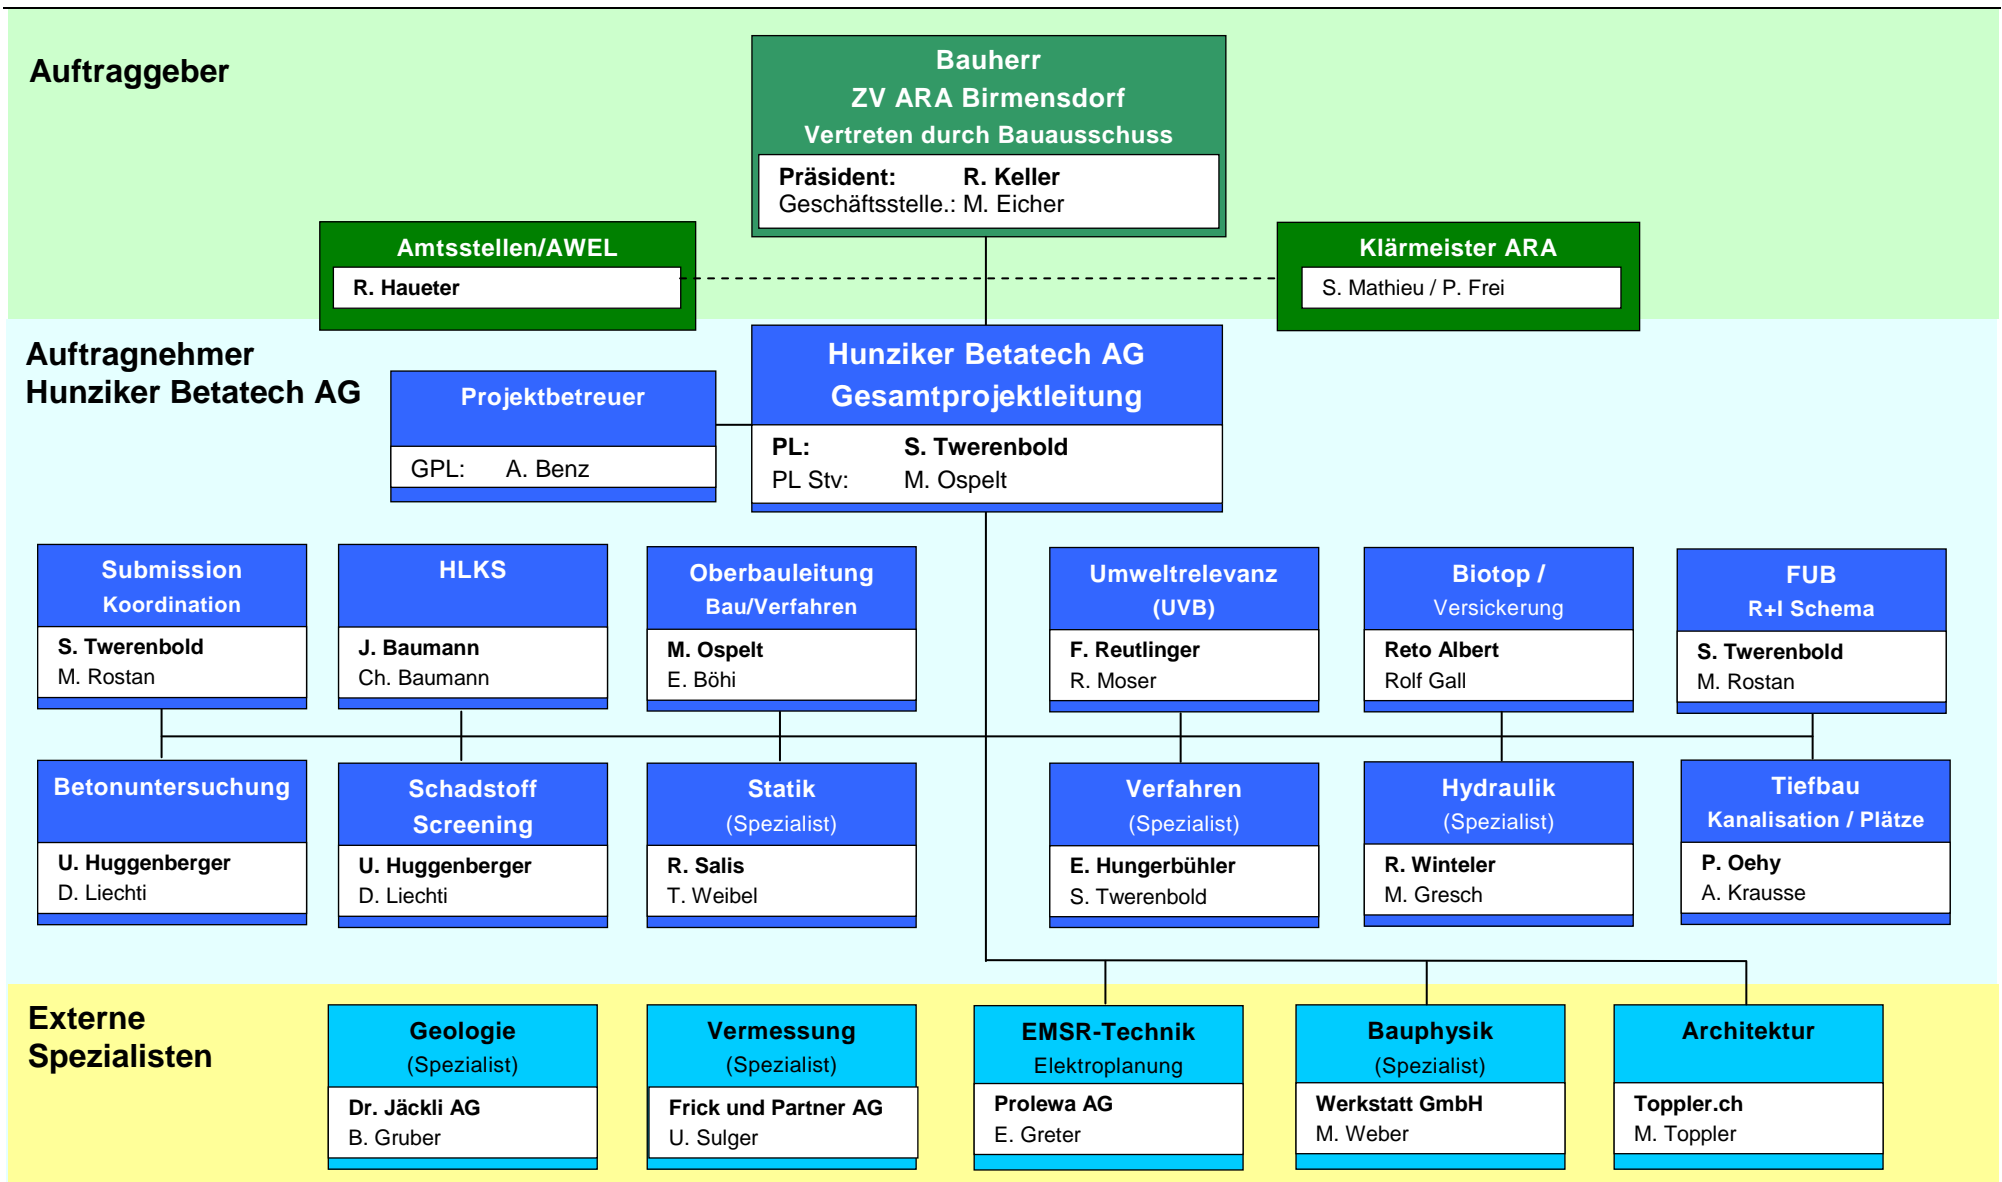 Auftraggeber
Bauherr
ZV ARA Birmensdorf
Vertreten durch Bauausschuss
Präsident: R. Keller
Geschäftsstelle.: M. Eicher
Amtsstellen/AWEL
R. Haueter
Klärmeister ARA
S. Mathieu / P. Frei
Auftragnehmer
Hunziker Betatech AG
Projektbetreuer
GPL: A. Benz
Hunziker Betatech AG
Gesamtprojektleitung
PL: S. Twerenbold
PL Stv: M. Ospelt
Submission
Koordination
S. Twerenbold
M. Rostan
HLKS
J. Baumann
Ch. Baumann
Oberbauleitung
Bau/Verfahren
M. Ospelt
E. Böhi
Umweltrelevanz
(UVB)
F. Reutlinger
R. Moser
Biotop /
Versickerung
Reto Albert
Rolf Gall
FUB
R+I Schema
S. Twerenbold
M. Rostan
Betonuntersuchung
U. Huggenberger
D. Liechti
Schadstoff
Screening
U. Huggenberger
D. Liechti
Statik
(Spezialist)
R. Salis
T. Weibel
Verfahren
(Spezialist)
E. Hungerbühler
S. Twerenbold
Hydraulik
(Spezialist)
R. Winteler
M. Gresch
Tiefbau
Kanalisation / Plätze
P. Oehy
A. Krausse
Externe
Spezialisten
Geologie
(Spezialist)
Dr. Jäckli AG
B. Gruber
Vermessung
(Spezialist)
Frick und Partner AG
U. Sulger
EMSR-Technik
Elektroplanung
Prolewa AG
E. Greter
Bauphysik
(Spezialist)
Werkstatt GmbH
M. Weber
Architektur
Toppler.ch
M. Toppler